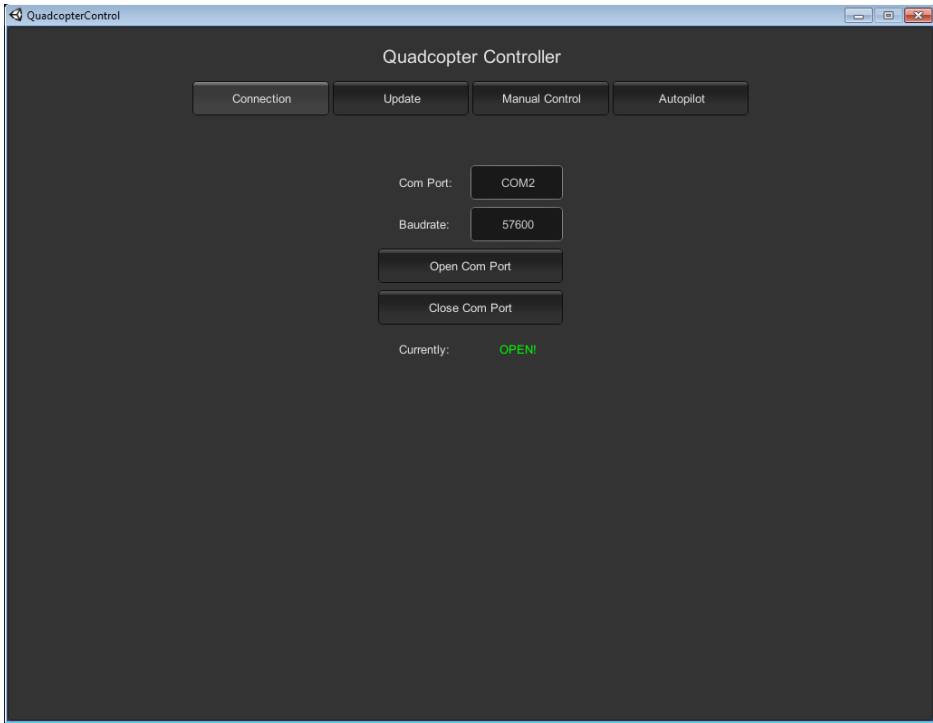 QuadcopterControl
Quadcopter Controller
Connection Update Manual Control Autopilot
Com Port: COM2
Baudrate: 57600
Open Com Port
Close Com Port
Currently: OPEN!